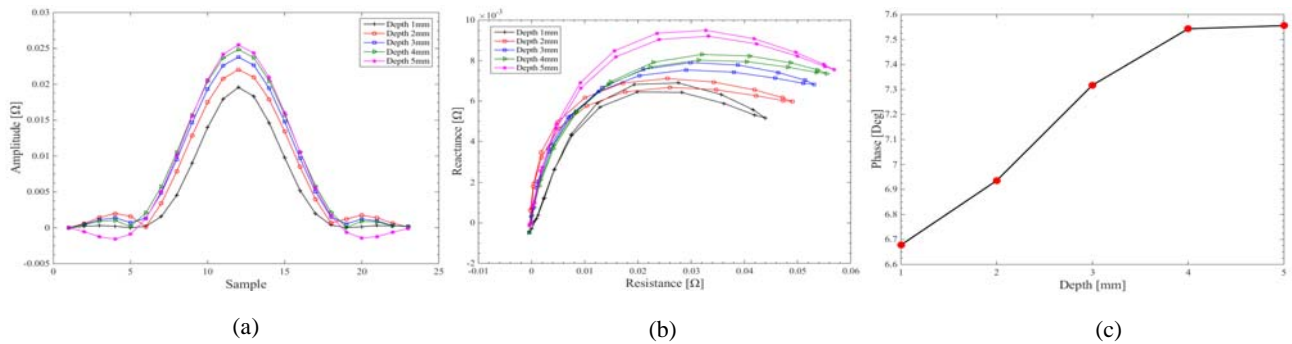 0.03
0.025
0.02
0.015
0.01
0.005
0
-0.005
0
5
10
15
20
25
Amplitude [Ω]
Sample
Depth 1mm
Depth 2mm
Depth 3mm
Depth 4mm
Depth 5mm
(a)
× 10⁻³
10
8
6
4
2
0
-2
-0.01
0
0.01
0.02
0.03
0.04
0.05
0.06
Reactance [Ω]
Resistance [Ω]
Depth 1mm
Depth 2mm
Depth 3mm
Depth 4mm
Depth 5mm
(b)
7.6
7.5
7.4
7.3
7.2
7.1
7
6.9
6.8
6.7
6.6
1
2
3
4
5
Phase [Deg]
Depth [mm]
(c)